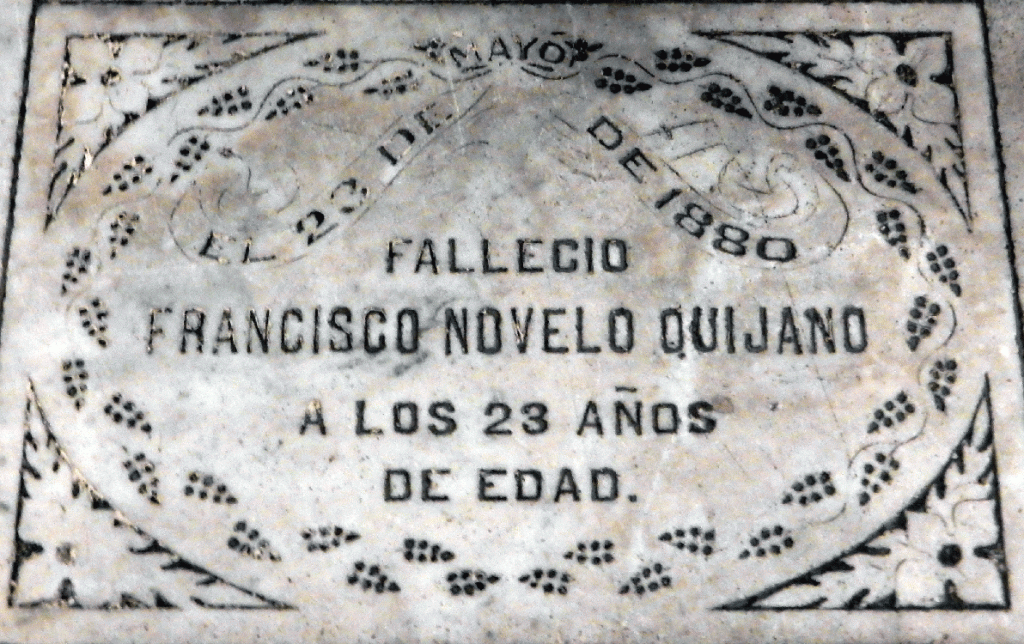 EL 23 DE
MAYO
DE 1880
FALLECIO
FRANCISCO NOVELO QUIJANO
A LOS 23 AÑOS
DE EDAD.